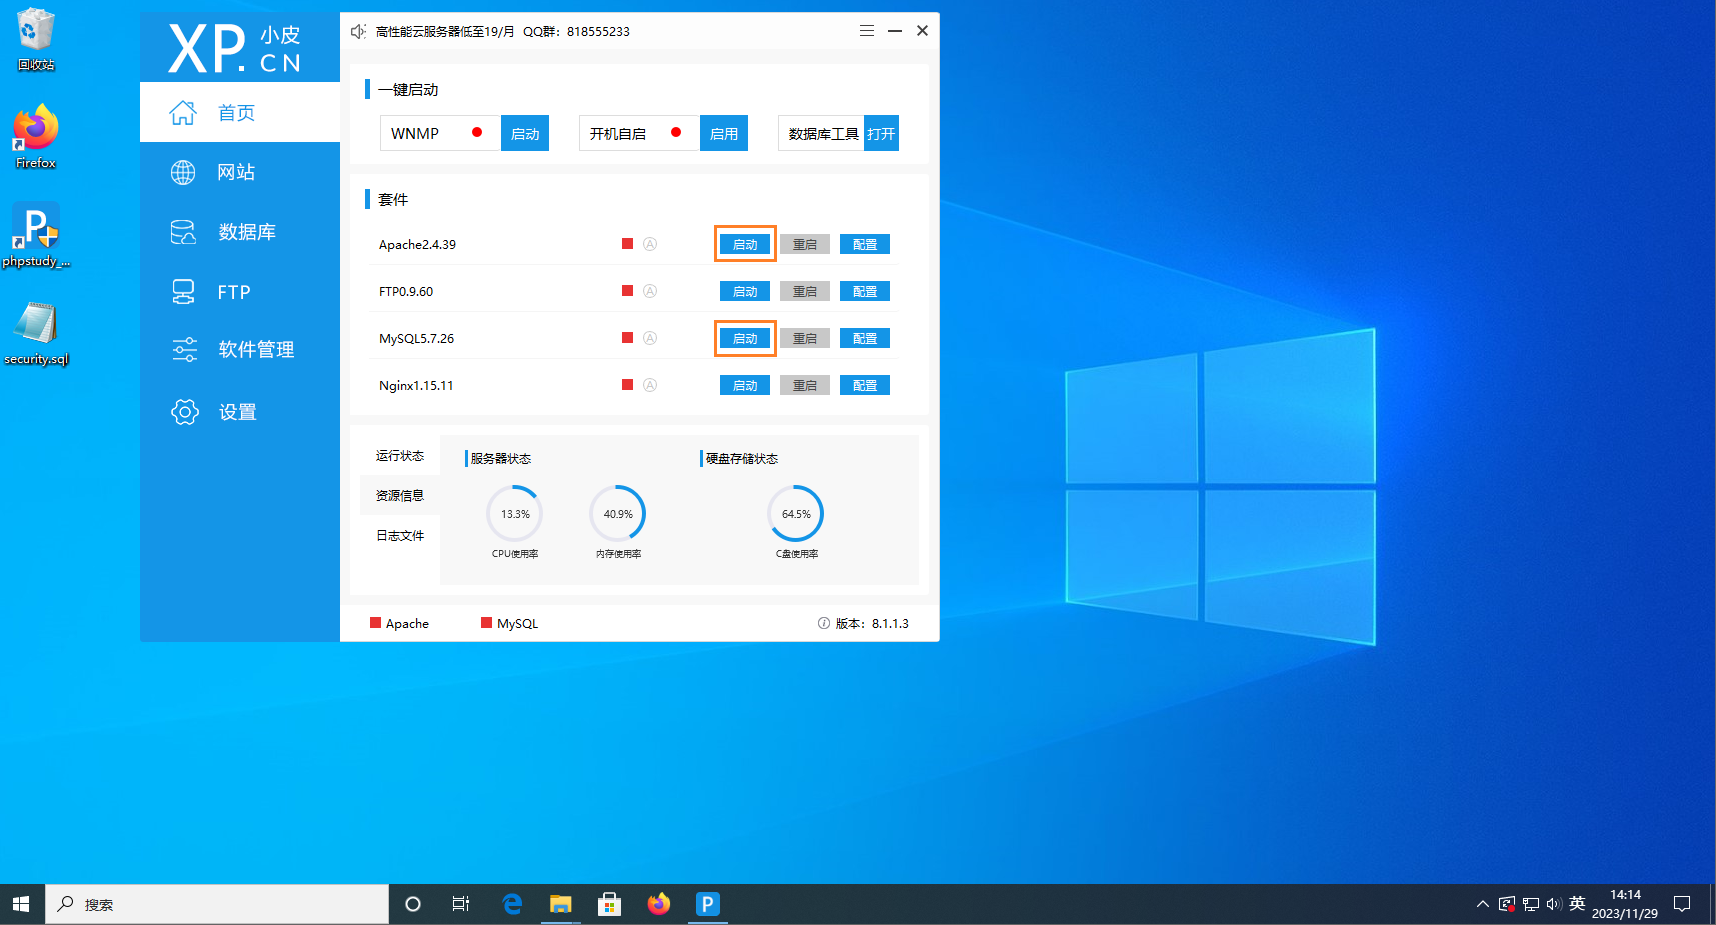 回收站
Firefox
phpstudy_...
security.sql
XP.
小皮
CN
首页
网站
数据库
FTP
软件管理
设置
高性能云服务器低至19/月 QQ群：818555233
一键启动
WNMP
启动
开机自启
启用
数据库工具
打开
套件
Apache2.4.39
A
启动
重启
配置
FTP0.9.60
A
启动
重启
配置
MySQL5.7.26
A
启动
重启
配置
Nginx1.15.11
A
启动
重启
配置
运行状态
资源信息
日志文件
服务器状态
硬盘存储状态
13.3%
40.9%
64.5%
CPU使用率
内存使用率
C盘使用率
Apache
MySQL
版本：8.1.1.3
搜索
P
英
14:14
2023/11/29